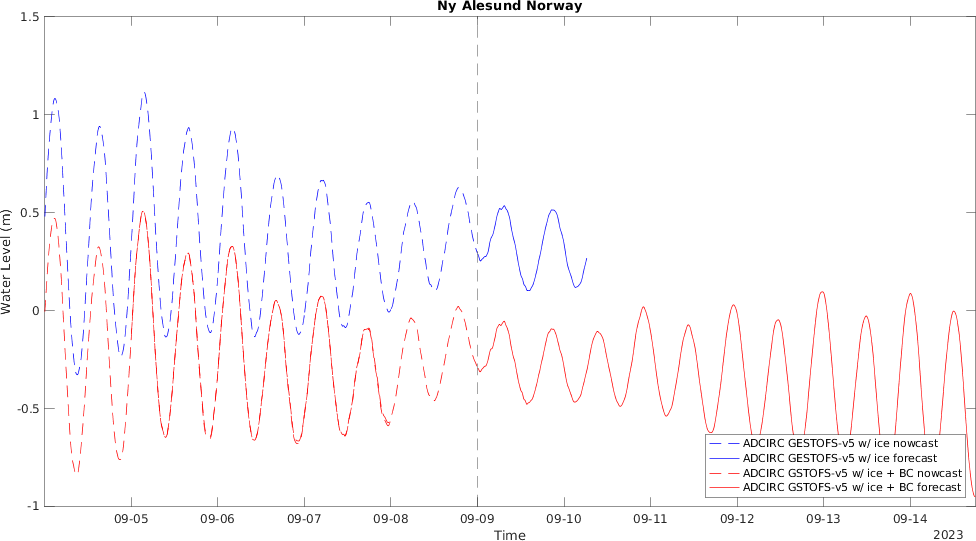 Ny Alesund Norway
1.5
1
0.5
0
-0.5
-1
Water Level (m)
09-05 09-06 09-07 09-08 09-09 09-10 09-11 09-12 09-13 09-14
Time
2023
ADCIRC GESTOFS-v5 w/ ice nowcast
ADCIRC GESTOFS-v5 w/ ice forecast
ADCIRC GSTOFS-v5 w/ ice + BC nowcast
ADCIRC GSTOFS-v5 w/ ice + BC forecast